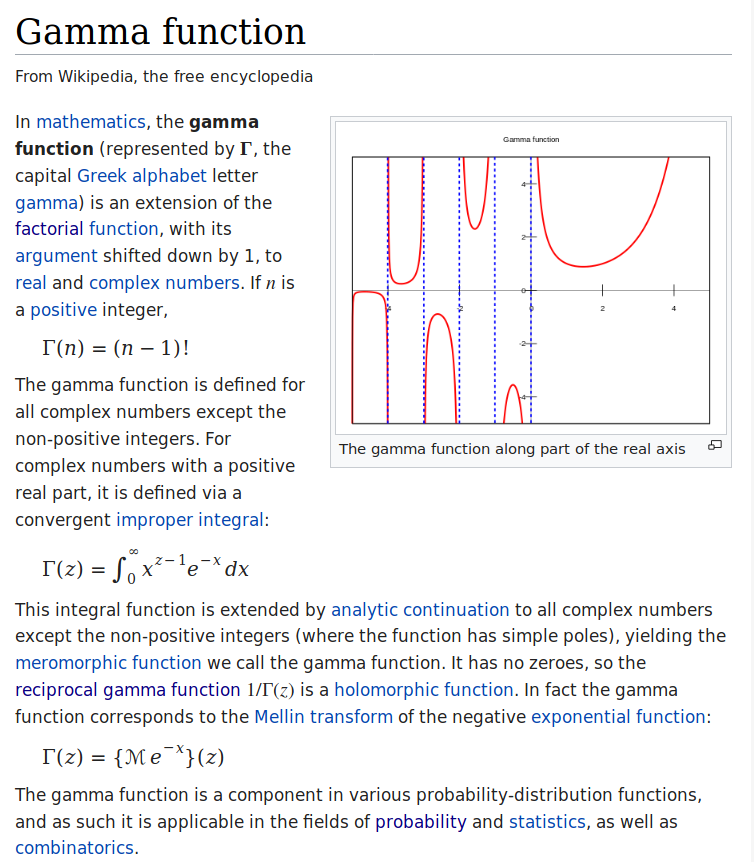 Gamma function
From Wikipedia, the free encyclopedia
In mathematics, the gamma
function (represented by Γ, the
capital Greek alphabet letter
gamma) is an extension of the
factorial function, with its
argument shifted down by 1, to
real and complex numbers. If n is
a positive integer,
Γ(n) = (n − 1)!
The gamma function is defined for
all complex numbers except the
non-positive integers. For
complex numbers with a positive
real part, it is defined via a
convergent improper integral:
Gamma function
4
2
0
-2
-4
-4 -2 0 2 4
The gamma function along part of the real axis
Γ(z) = ∫₀^∞ x^{z−1} e^{−x} dx
This integral function is extended by analytic continuation to all complex numbers
except the non-positive integers (where the function has simple poles), yielding the
meromorphic function we call the gamma function. It has no zeroes, so the
reciprocal gamma function 1/Γ(z) is a holomorphic function. In fact the gamma
function corresponds to the Mellin transform of the negative exponential function:
Γ(z) = {ℳ e^{−x}}(z)
The gamma function is a component in various probability-distribution functions,
and as such it is applicable in the fields of probability and statistics, as well as
combinatorics.